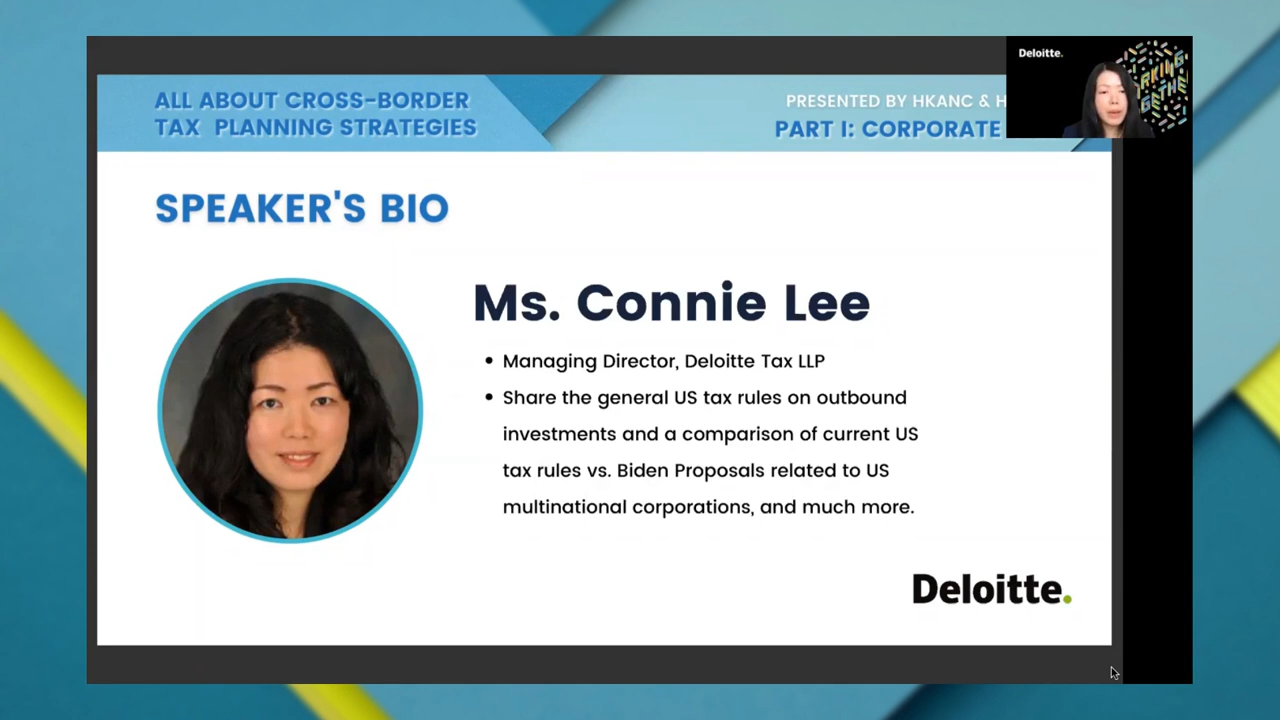 ALL ABOUT CROSS-BORDER
TAX PLANNING STRATEGIES
PRESENTED BY HKANC & H
PART I: CORPORATE
Deloitte.
SPEAKER'S BIO
Ms. Connie Lee
• Managing Director, Deloitte Tax LLP
• Share the general US tax rules on outbound
investments and a comparison of current US
tax rules vs. Biden Proposals related to US
multinational corporations, and much more.
Deloitte.